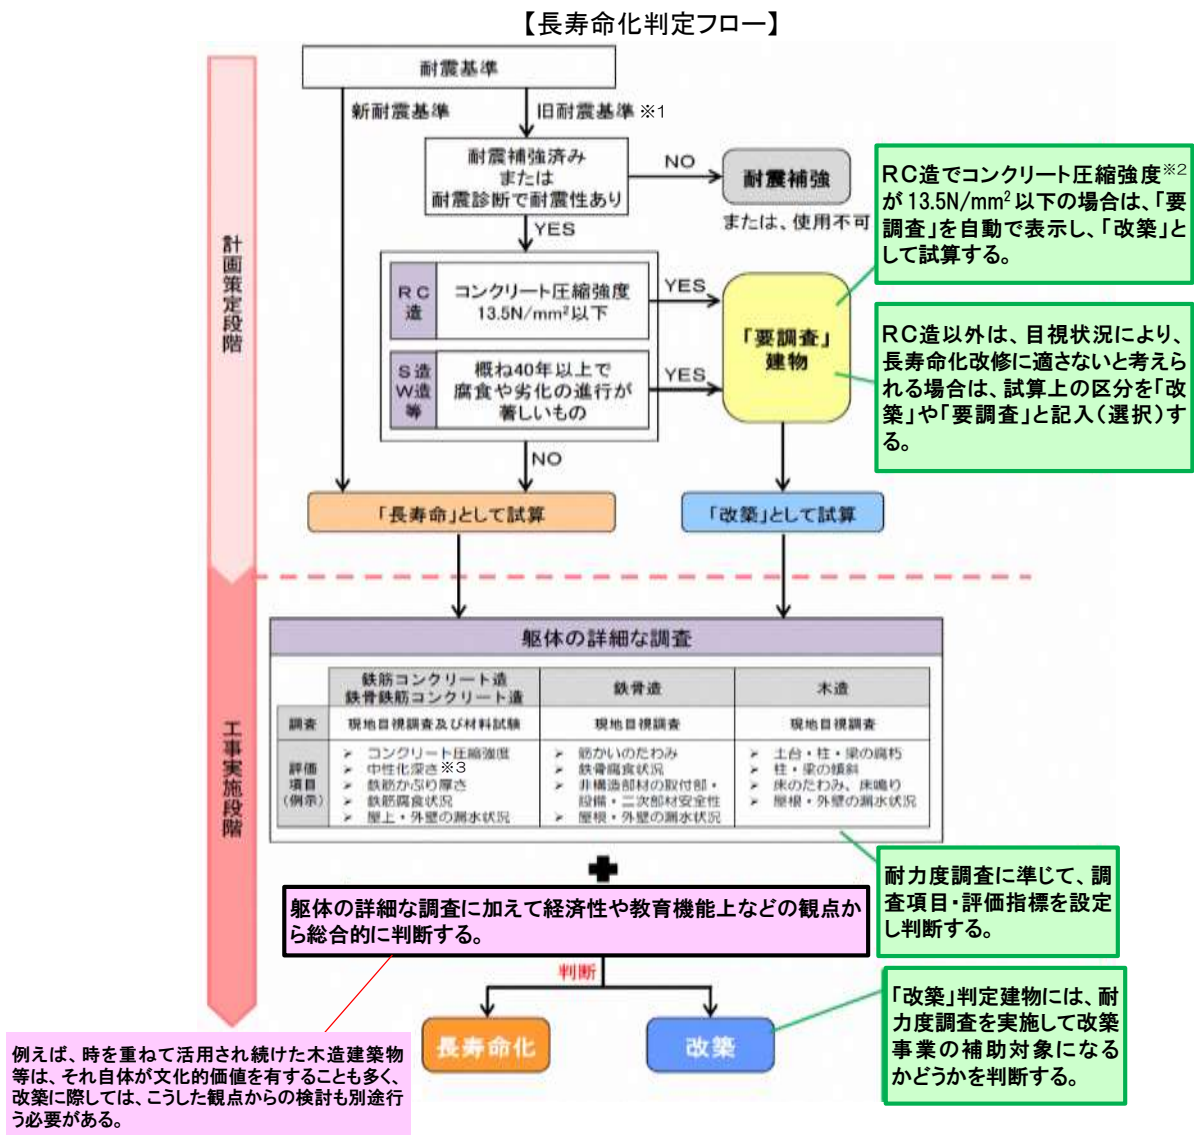 【長寿命化判定フロー】
耐震基準
新耐震基準
旧耐震基準 ※1
耐震補強済み
または
耐震診断で耐震性あり
NO
耐震補強
または、使用不可
YES
RC造でコンクリート圧縮強度※2
が 13.5N/mm²以下の場合は、「要
調査」を自動で表示し、「改築」と
して試算する。
計画策定段階
RC
造
コンクリート圧縮強度
13.5N/mm²以下
YES
「要調査」
建物
S造
W造
等
概ね40年以上で
腐食や劣化の進行が
著しいもの
YES
RC造以外は、目視状況により、
長寿命化改修に適さないと考えら
れる場合は、試算上の区分を「改
築」や「要調査」と記入(選択)す
る。
NO
「長寿命」として試算
「改築」として試算
工事実施段階
躯体の詳細な調査
鉄筋コンクリート造
鉄骨鉄筋コンクリート造
鉄骨造
木造
調査
現地目視調査及び材料試験
現地目視調査
現地目視調査
評価
項目
(例示)
➢ コンクリート圧縮強度
➢ 中性化深さ※3
➢ 鉄筋かぶり厚さ
➢ 鉄筋腐食状況
➢ 屋上・外壁の漏水状況
➢ 筋かいのたわみ
➢ 鉄骨腐食状況
➢ 非構造部材の取付部・
設備・二次部材安全性
➢ 屋根・外壁の漏水状況
➢ 土台・柱・梁の腐朽
➢ 柱・梁の傾斜
➢ 床のたわみ、床鳴り
➢ 屋根・外壁の漏水状況
耐力度調査に準じて、調
査項目・評価指標を設定
し判断する。
躯体の詳細な調査に加えて経済性や教育機能上などの観点か
ら総合的に判断する。
判断
長寿命化
改築
「改築」判定建物には、耐
力度調査を実施して改築
事業の補助対象になる
かどうかを判断する。
例えば、時を重ねて活用され続けた木造建築物
等は、それ自体が文化的価値を有することも多く、
改築に際しては、こうした観点からの検討も別途行
う必要がある。